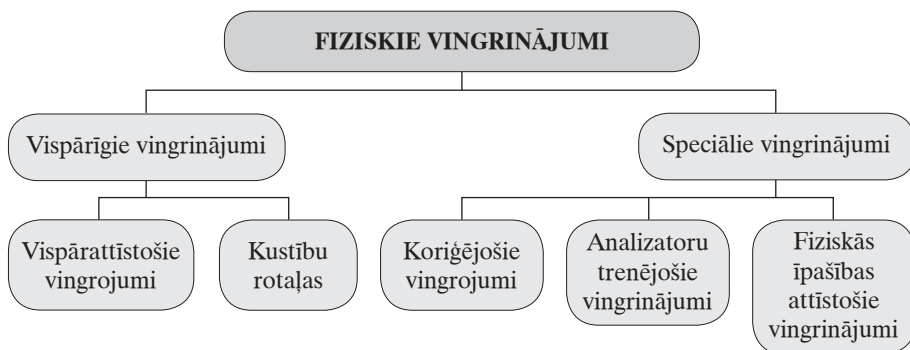 FIZISKIE VINGRINĀJUMI
Vispārīgie vingrinājumi
Speciālie vingrinājumi
Vispārattīstošie
vingrojumi
Kustību
rotaļas
Koriģējošie
vingrojumi
Analizatoru
trenējošie
vingrinājumi
Fiziskās
īpašības
attīstošie
vingrinājumi